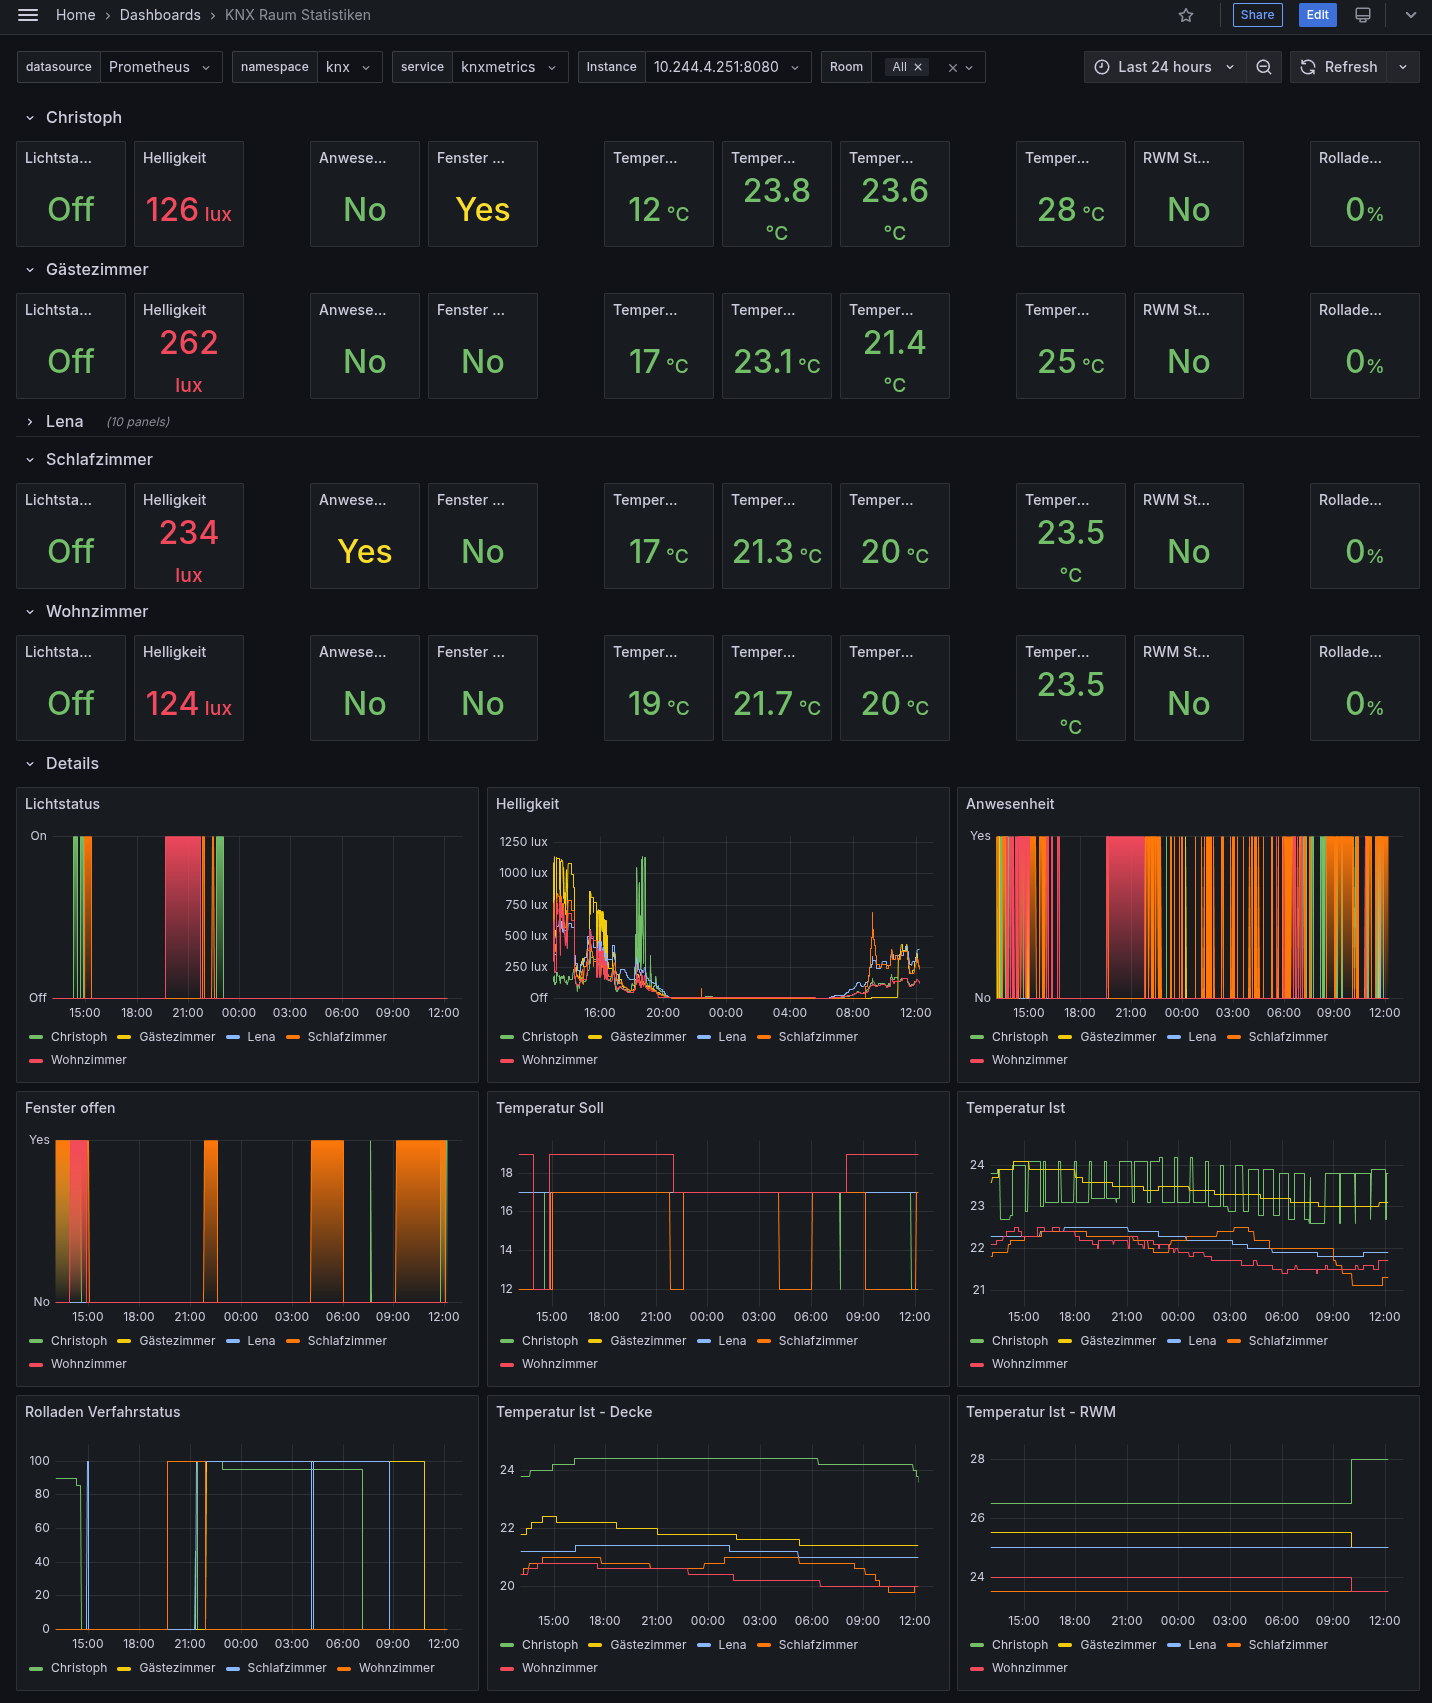 Home › Dashboards › KNX Raum Statistiken Share Edit
datasource Prometheus namespace knx service knxmetrics Instance 10.244.4.251:8080 Room All Last 24 hours Refresh
Christoph
Lichtsta... Helligkeit Anwese... Fenster ... Temper... Temper... Temper... Temper... RWM St... Rollade...
Off 126 lux No Yes 12 °C 23.8 °C 23.6 °C 28 °C No 0%
Gästezimmer
Lichtsta... Helligkeit Anwese... Fenster ... Temper... Temper... Temper... Temper... RWM St... Rollade...
Off 262 lux No No 17 °C 23.1 °C 21.4 °C 25 °C No 0%
Lena (10 panels)
Schlafzimmer
Lichtsta... Helligkeit Anwese... Fenster ... Temper... Temper... Temper... Temper... RWM St... Rollade...
Off 234 lux Yes No 17 °C 21.3 °C 20 °C 23.5 °C No 0%
Wohnzimmer
Lichtsta... Helligkeit Anwese... Fenster ... Temper... Temper... Temper... Temper... RWM St... Rollade...
Off 124 lux No No 19 °C 21.7 °C 20 °C 23.5 °C No 0%
Details
Lichtstatus
On
Off
15:00 18:00 21:00 00:00 03:00 06:00 09:00 12:00
Christoph Gästezimmer Lena Schlafzimmer
Wohnzimmer
Helligkeit
1250 lux
1000 lux
750 lux
500 lux
250 lux
Off
16:00 20:00 00:00 04:00 08:00 12:00
Christoph Gästezimmer Lena Schlafzimmer
Wohnzimmer
Anwesenheit
Yes
No
15:00 18:00 21:00 00:00 03:00 06:00 09:00 12:00
Christoph Gästezimmer Lena Schlafzimmer
Wohnzimmer
Fenster offen
Yes
No
15:00 18:00 21:00 00:00 03:00 06:00 09:00 12:00
Christoph Gästezimmer Lena Schlafzimmer
Wohnzimmer
Temperatur Soll
18
16
14
12
15:00 18:00 21:00 00:00 03:00 06:00 09:00 12:00
Christoph Gästezimmer Lena Schlafzimmer
Wohnzimmer
Temperatur Ist
24
23
22
21
15:00 18:00 21:00 00:00 03:00 06:00 09:00 12:00
Christoph Gästezimmer Lena Schlafzimmer
Wohnzimmer
Rolladen Verfahrstatus
100
80
60
40
20
0
15:00 18:00 21:00 00:00 03:00 06:00 09:00 12:00
Christoph Gästezimmer Schlafzimmer Wohnzimmer
Temperatur Ist - Decke
24
22
20
15:00 18:00 21:00 00:00 03:00 06:00 09:00 12:00
Christoph Gästezimmer Lena Schlafzimmer
Wohnzimmer
Temperatur Ist - RWM
28
26
24
15:00 18:00 21:00 00:00 03:00 06:00 09:00 12:00
Christoph Gästezimmer Lena Schlafzimmer
Wohnzimmer